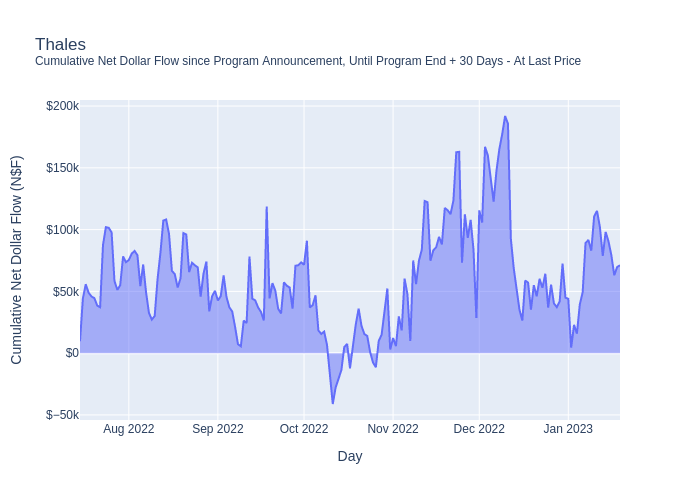 Thales
Cumulative Net Dollar Flow since Program Announcement, Until Program End + 30 Days - At Last Price
Cumulative Net Dollar Flow (N$F)
$200k
$150k
$100k
$50k
$0
$−50k
Aug 2022
Sep 2022
Oct 2022
Nov 2022
Dec 2022
Jan 2023
Day